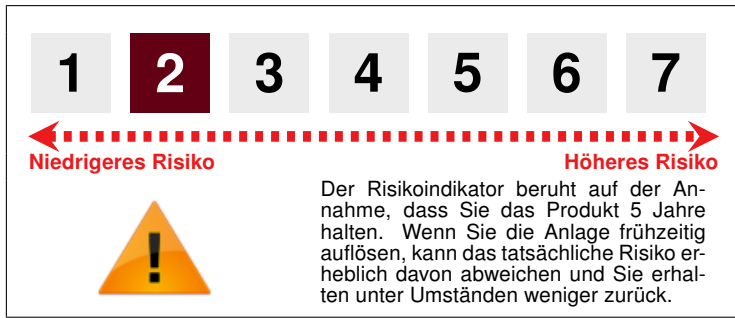 1 2 3 4 5 6 7
Niedrigeres Risiko Höheres Risiko
Der Risikoindikator beruht auf der An-
nahme, dass Sie das Produkt 5 Jahre
halten. Wenn Sie die Anlage frühzeitig
auflösen, kann das tatsächliche Risiko er-
heblich davon abweichen und Sie erhal-
ten unter Umständen weniger zurück.
!